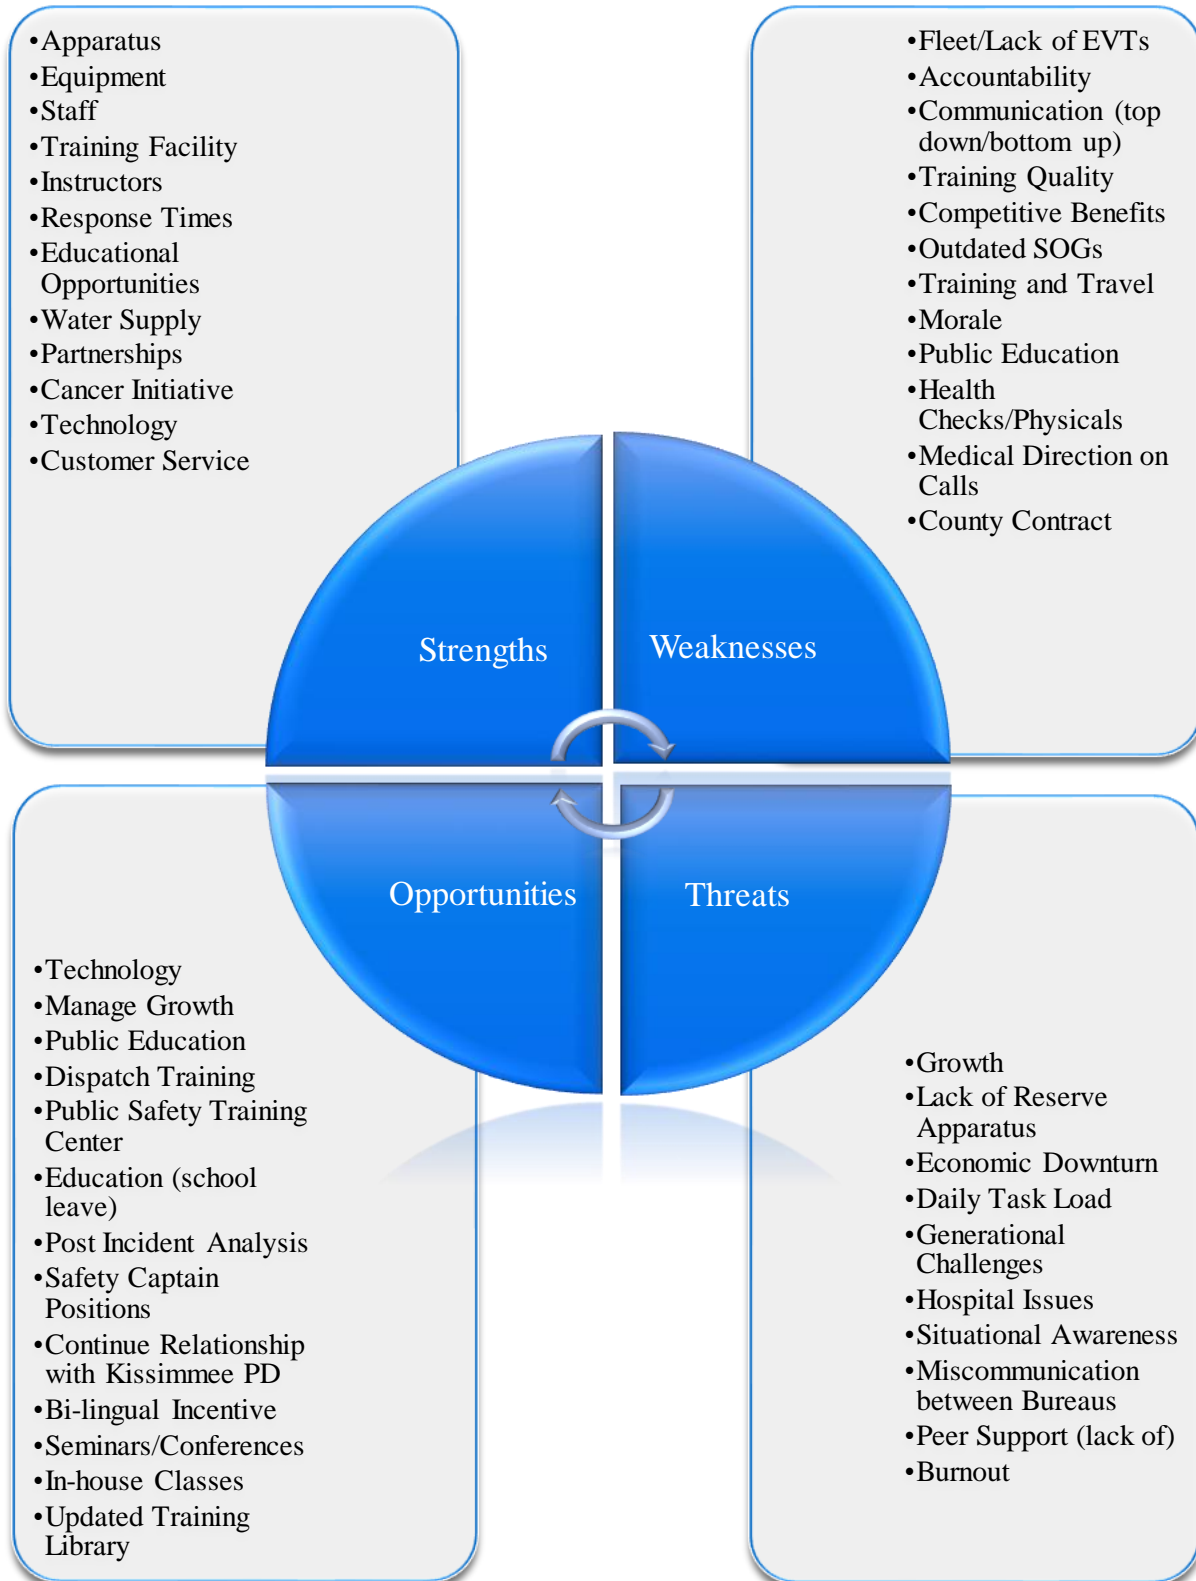 •Apparatus
•Equipment
•Staff
•Training Facility
•Instructors
•Response Times
•Educational
Opportunities
•Water Supply
•Partnerships
•Cancer Initiative
•Technology
•Customer Service
•Fleet/Lack of EVTs
•Accountability
•Communication (top
down/bottom up)
•Training Quality
•Competitive Benefits
•Outdated SOGs
•Training and Travel
•Morale
•Public Education
•Health
Checks/Physicals
•Medical Direction on
Calls
•County Contract
Strengths
Weaknesses
Opportunities
Threats
•Technology
•Manage Growth
•Public Education
•Dispatch Training
•Public Safety Training
Center
•Education (school
leave)
•Post Incident Analysis
•Safety Captain
Positions
•Continue Relationship
with Kissimmee PD
•Bi-lingual Incentive
•Seminars/Conferences
•In-house Classes
•Updated Training
Library
•Growth
•Lack of Reserve
Apparatus
•Economic Downturn
•Daily Task Load
•Generational
Challenges
•Hospital Issues
•Situational Awareness
•Miscommunication
between Bureaus
•Peer Support (lack of)
•Burnout